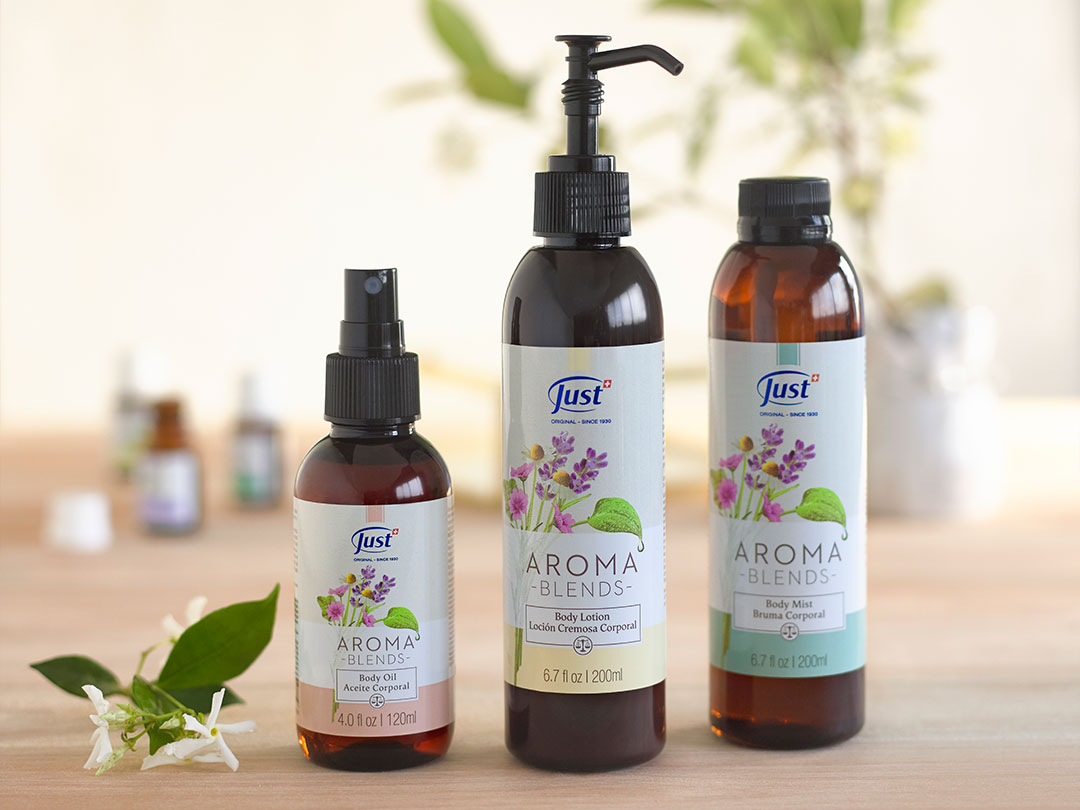 Just
ORIGINAL - SINCE 1930
AROMA
-BLENDS-
Body Oil
Aceite Corporal
4.0 fl oz | 120ml
Just
ORIGINAL - SINCE 1930
AROMA
-BLENDS-
Body Lotion
Loción Cremosa Corporal
6.7 fl oz | 200ml
Just
ORIGINAL - SINCE 1930
AROMA
-BLENDS-
Body Mist
Bruma Corporal
6.7 fl oz | 200ml